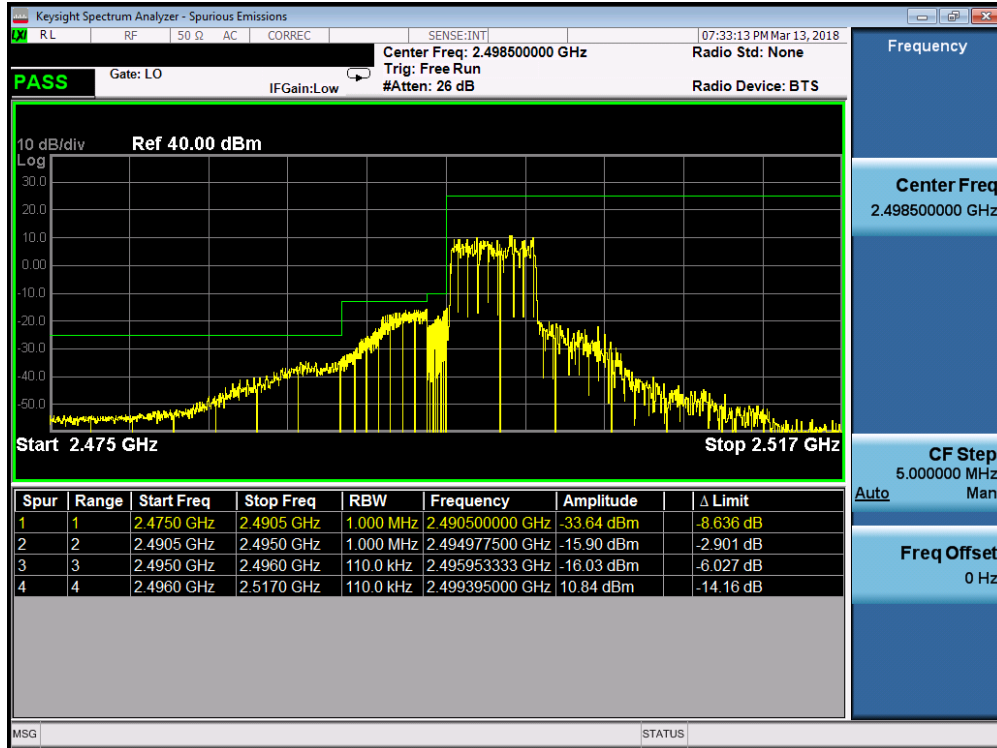 Keysight Spectrum Analyzer - Spurious Emissions
LXI RL RF 50 Ω AC CORREC SENSE:INT 07:33:13 PM Mar 13, 2018
Center Freq: 2.498500000 GHz Radio Std: None
PASS Gate: LO Trig: Free Run
IFGain:Low #Atten: 26 dB Radio Device: BTS
10 dB/div Ref 40.00 dBm
Log
30.0
20.0
10.0
0.00
-10.0
-20.0
-30.0
-40.0
-50.0
Start 2.475 GHz Stop 2.517 GHz
Spur Range Start Freq Stop Freq RBW Frequency Amplitude Δ Limit
1 1 2.4750 GHz 2.4905 GHz 1.000 MHz 2.490500000 GHz -33.64 dBm -8.636 dB
2 2 2.4905 GHz 2.4950 GHz 1.000 MHz 2.494977500 GHz -15.90 dBm -2.901 dB
3 3 2.4950 GHz 2.4960 GHz 110.0 kHz 2.495953333 GHz -16.03 dBm -6.027 dB
4 4 2.4960 GHz 2.5170 GHz 110.0 kHz 2.499395000 GHz 10.84 dBm -14.16 dB
MSG STATUS
Frequency
Center Freq
2.498500000 GHz
CF Step
5.000000 MHz
Auto Man
Freq Offset
0 Hz